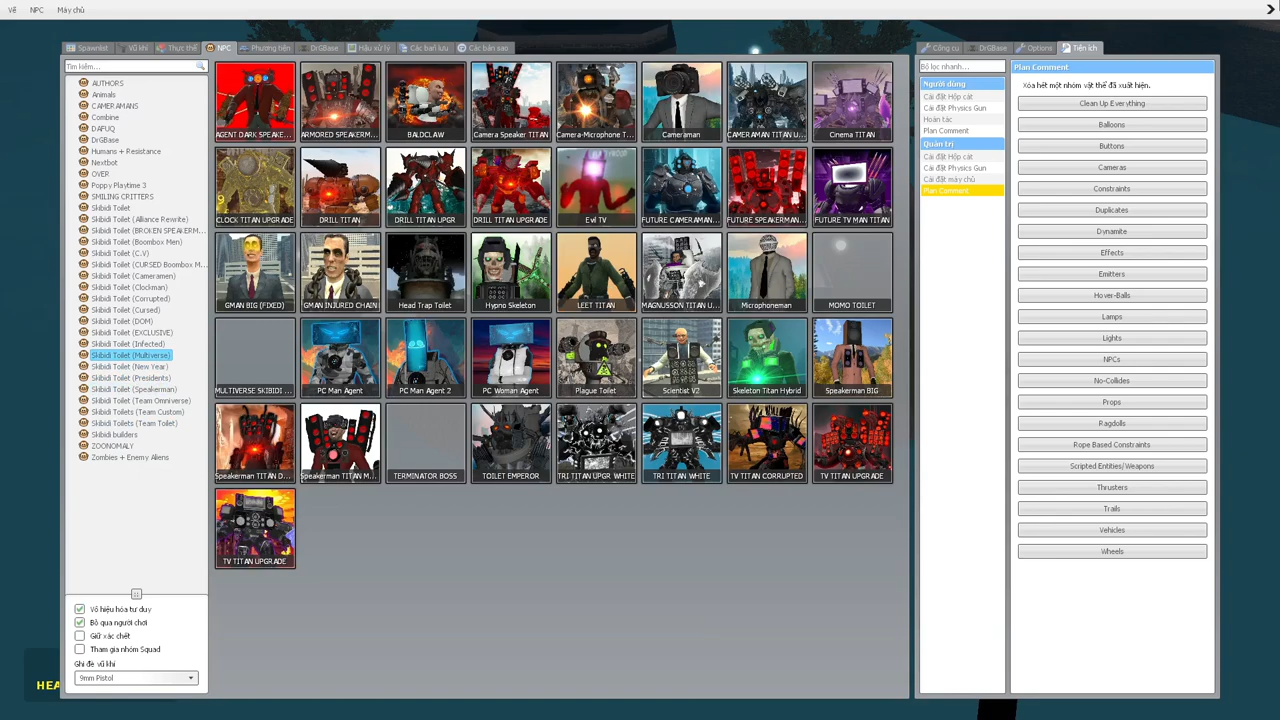 Vẽ NPC Máy chủ
Spawnlist Vũ khí Thực thể NPC Phương tiện DrGBase Hậu xử lý Các bản lưu Các bản sao
Công cụ DrGBase Options Tiện ích
Tìm kiếm...
AUTHORS
Animals
CAMERAMANS
Combine
DAFUQ
DrGBase
Humans + Resistance
Nextbot
OVER
Poppy Playtime 3
SMILING CRITTERS
Skibidi Toilet
Skibidi Toilet (Alliance Rewrite)
Skibidi Toilet (BROKEN SPEAKERM...
Skibidi Toilet (Boombox Men)
Skibidi Toilet (C.V)
Skibidi Toilet (CURSED Boombox M...
Skibidi Toilet (Cameramen)
Skibidi Toilet (Clockman)
Skibidi Toilet (Corrupted)
Skibidi Toilet (Cursed)
Skibidi Toilet (DOM)
Skibidi Toilet (EXCLUSIVE)
Skibidi Toilet (Infected)
Skibidi Toilet (Multiverse)
Skibidi Toilet (New Year)
Skibidi Toilet (Presidents)
Skibidi Toilet (Speakerman)
Skibidi Toilet (Team Omniverse)
Skibidi Toilets (Team Custom)
Skibidi Toilets (Team Toilet)
Skibidi builders
ZOONOMALY
Zombies + Enemy Aliens
Vô hiệu hóa tư duy
Bỏ qua người chơi
Giữ xác chết
Tham gia nhóm Squad
Ghi đè vũ khí
9mm Pistol
HEA
AGENT DARK SPEAKE... ARMORED SPEAKERM... BALDCLAW Camera Speaker TITAN Camera-Microphone T... Cameraman CAMERAMAN TITAN U... Cinema TITAN
CLOCK TITAN UPGRADE DRILL TITAN DRILL TITAN UPGR DRILL TITAN UPGRADE Evil TV FUTURE CAMERAMAN... FUTURE SPEAKERMAN... FUTURE TV MAN TITAN
GMAN BIG (FIXED) GMAN INJURED CHAIN Head Trap Toilet Hypno Skeleton LEET TITAN MAGNUSSON TITAN U... Microphoneman MOMO TOILET
MULTIVERSE SKIBIDI ... PC Man Agent PC Man Agent 2 PC Woman Agent Plague Toilet Scientist V2 Skeleton Titan Hybrid Speakerman BIG
Speakerman TITAN D... Speakerman TITAN M... TERMINATOR BOSS TOILET EMPEROR TRI TITAN UPGR WHITE TRI TITAN WHITE TV TITAN CORRUPTED TV TITAN UPGRADE
TV TITAN UPGRADE
Bộ lọc nhanh...
Người dùng
Cài đặt Hộp cát
Cài đặt Physics Gun
Hoàn tác
Plan Comment
Quản trị
Cài đặt Hộp cát
Cài đặt Physics Gun
Cài đặt máy chủ
Plan Comment
Plan Comment
Xóa hết một nhóm vật thể đã xuất hiện.
Clean Up Everything
Balloons
Buttons
Cameras
Constraints
Duplicates
Dynamite
Effects
Emitters
Hover-Balls
Lamps
Lights
NPCs
No-Collides
Props
Ragdolls
Rope Based Constraints
Scripted Entities/Weapons
Thrusters
Trails
Vehicles
Wheels